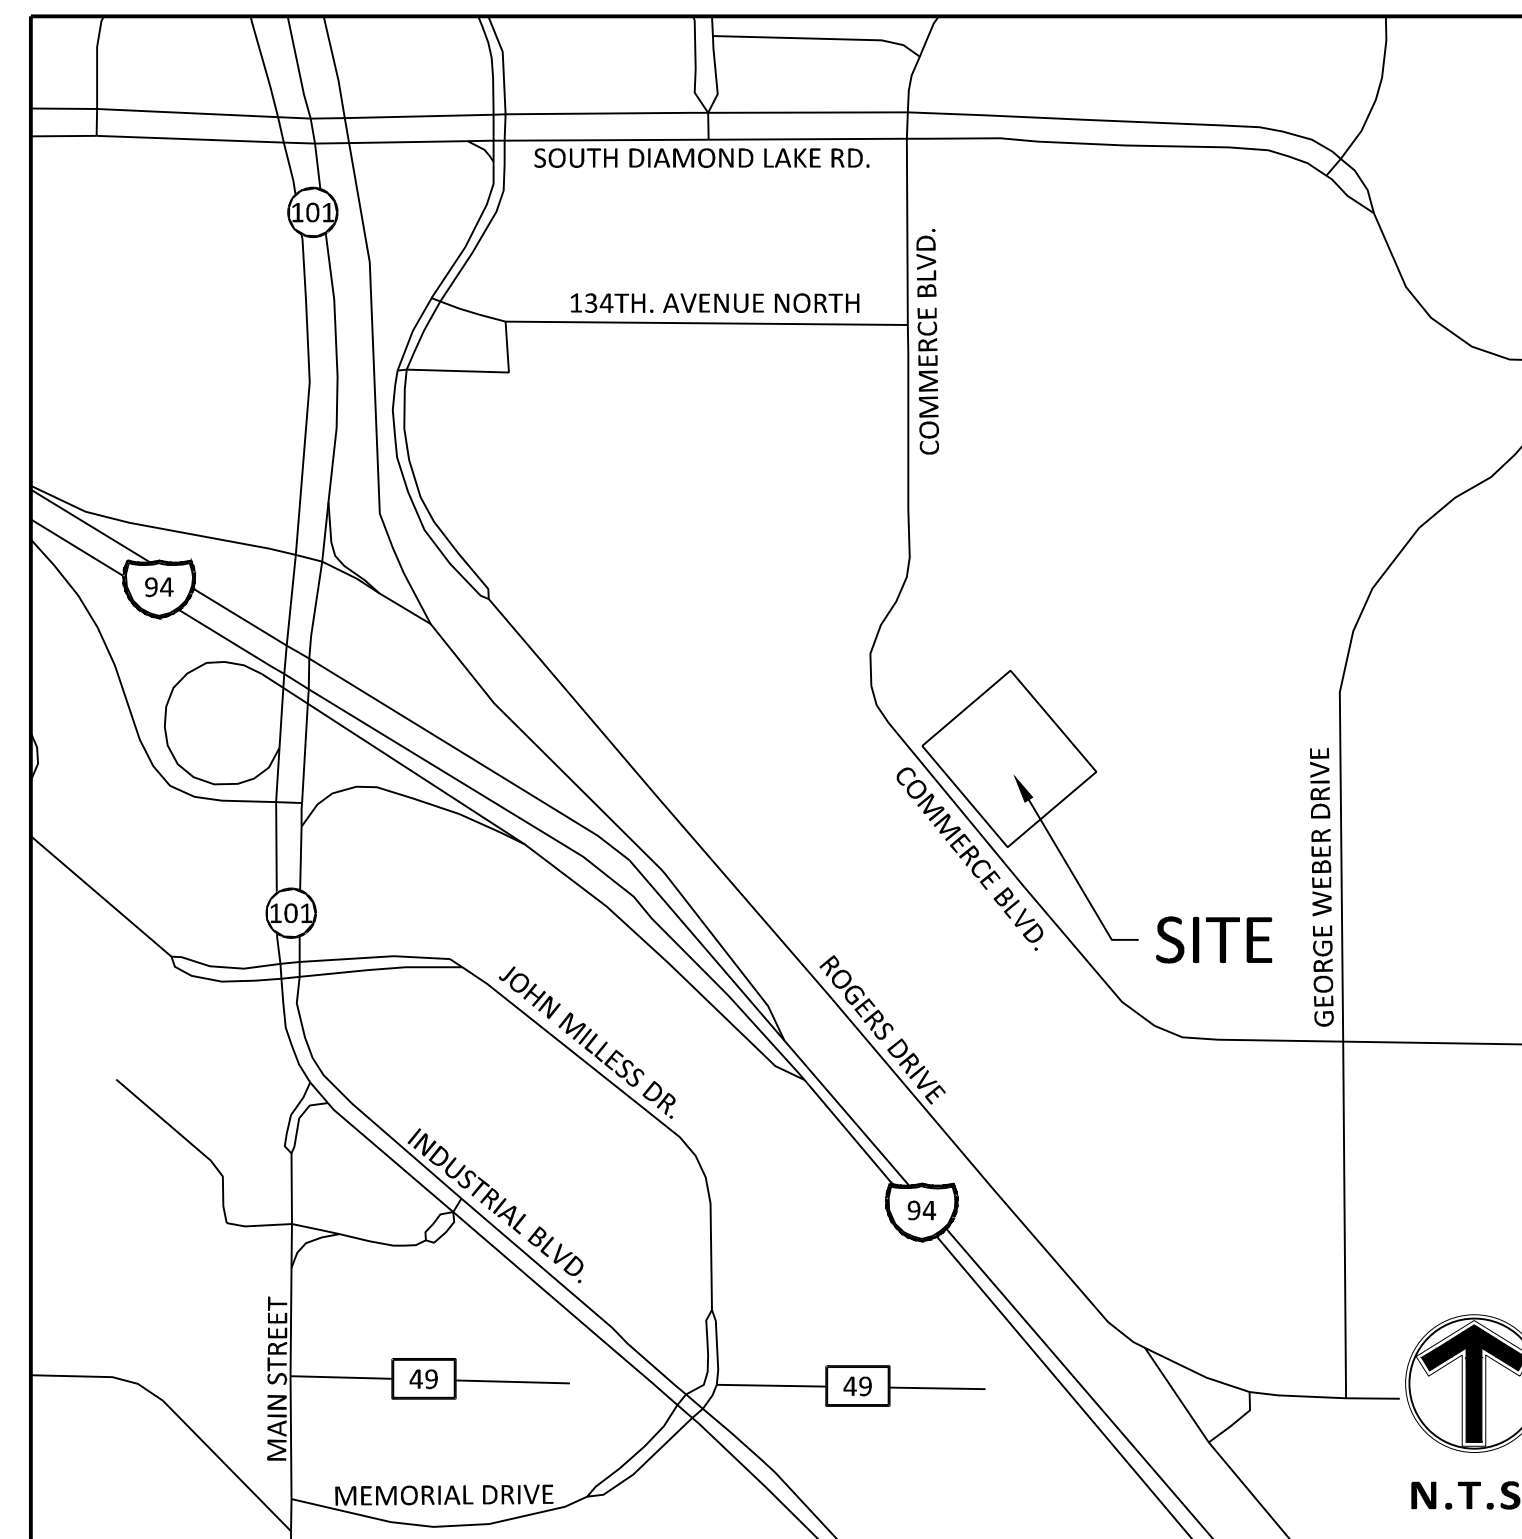 SOUTH DIAMOND LAKE RD.
101
COMMERCE BLVD.
134TH. AVENUE NORTH
94
COMMERCE BLVD.
GEORGE WEBER DRIVE
101
SITE
JOHN MILLESS DR.
ROGERS DRIVE
INDUSTRIAL BLVD.
94
MAIN STREET
49
49
MEMORIAL DRIVE
N.T.S